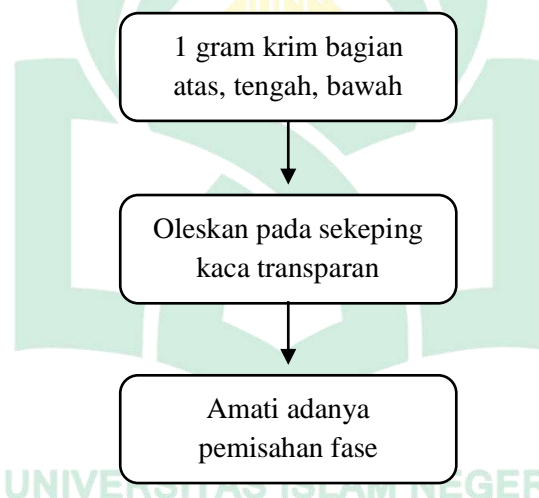 1 gram krim bagian
atas, tengah, bawah
Oleskan pada sekeping
kaca transparan
Amati adanya
pemisahan fase
UNIVERSITAS ISLAM NEGER